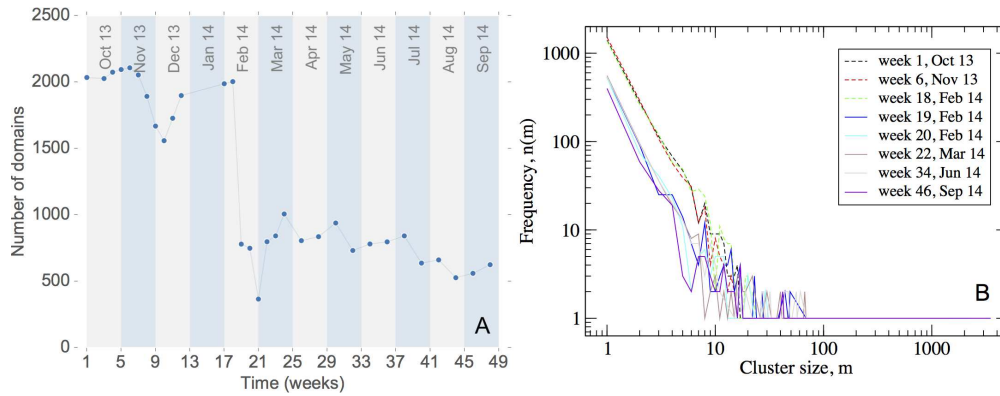 2500
2000
1500
1000
500
0
Number of domains
Oct 13
Nov 13
Dec 13
Jan 14
Feb 14
Mar 14
Apr 14
May 14
Jun 14
Jul 14
Aug 14
Sep 14
A
1 5 9 13 17 21 25 29 33 37 41 45 49
Time (weeks)
1000
100
10
1
Frequency, n(m)
week 1, Oct 13
week 6, Nov 13
week 18, Feb 14
week 19, Feb 14
week 20, Feb 14
week 22, Mar 14
week 34, Jun 14
week 46, Sep 14
B
1 10 100 1000
Cluster size, m